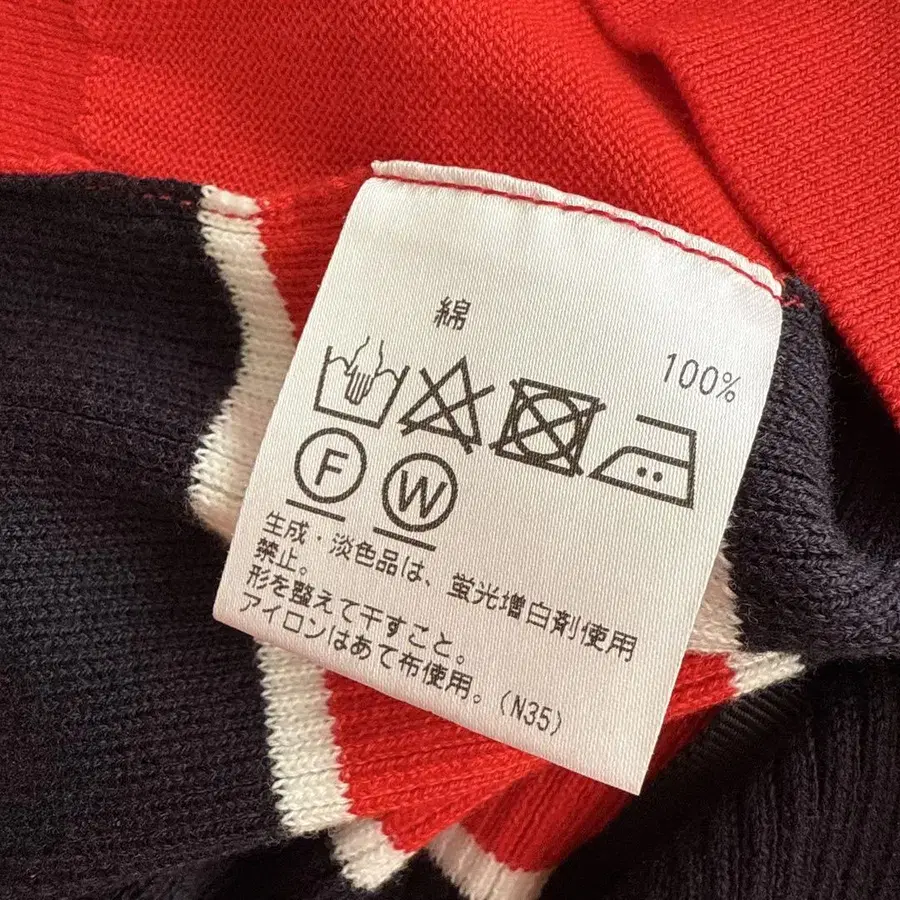 綿
100%
F W
生成・淡色品は、蛍光増白剤使用
禁止。
形を整えて干すこと。
アイロンはあて布使用。(N35)